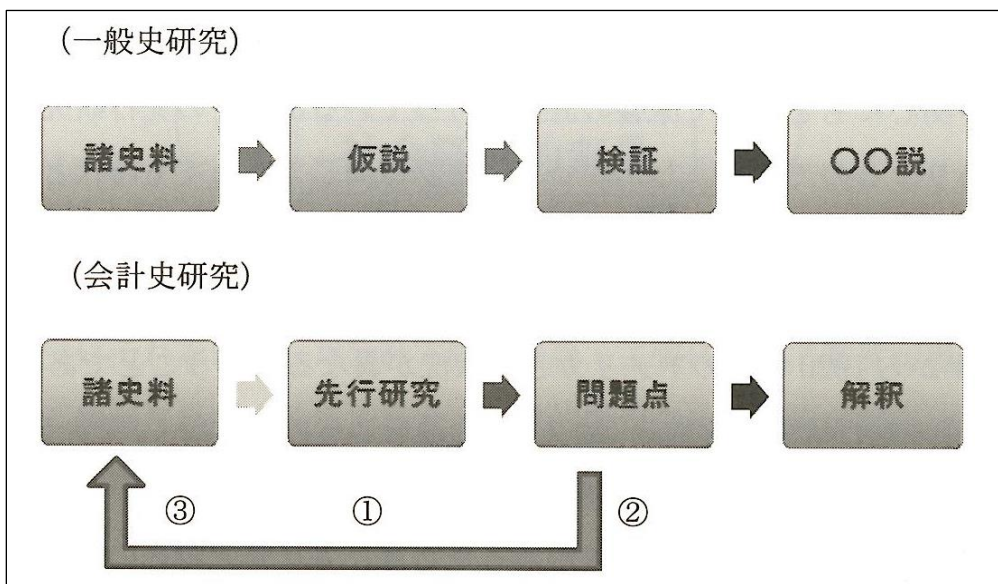 (一般史研究)
諸史料 仮説 検証 〇〇説
(会計史研究)
諸史料 先行研究 問題点 解釈
③ ① ②